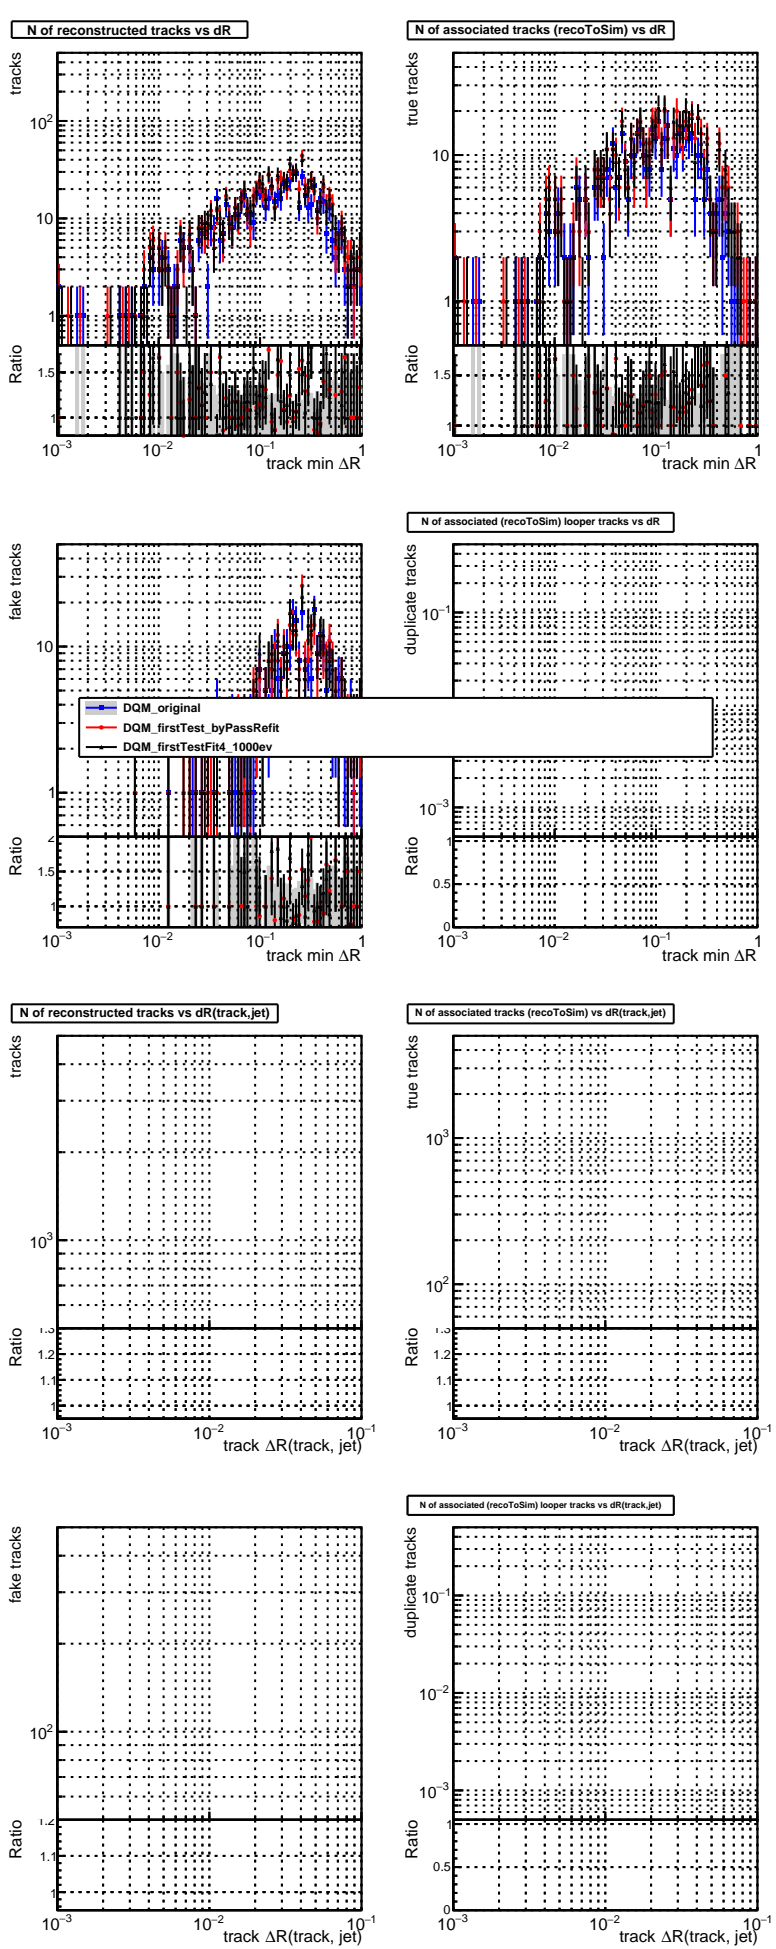 N of reconstructed tracks vs dR
tracks
10²
10
1
Ratio
1.5
1
10⁻³
10⁻²
10⁻¹
1
track min ΔR
N of associated tracks (recoToSim) vs dR
true tracks
10
1
Ratio
1.5
1
10⁻³
10⁻²
10⁻¹
1
track min ΔR
fake tracks
10
1
Ratio
2
1.5
1
10⁻³
10⁻²
10⁻¹
1
track min ΔR
N of associated (recoToSim) looper tracks vs dR
duplicate tracks
10⁻¹
10⁻³
Ratio
1
0.5
0
10⁻³
10⁻²
10⁻¹
1
track min ΔR
DQM_original
DQM_firstTest_byPassRefit
DQM_firstTestFit4_1000ev
N of reconstructed tracks vs dR(track,jet)
tracks
10³
Ratio
1.3
1.2
1.1
1
10⁻³
10⁻²
10⁻¹
track ΔR(track, jet)
N of associated tracks (recoToSim) vs dR(track,jet)
true tracks
10³
10²
Ratio
1.3
1.2
1.1
1
10⁻³
10⁻²
10⁻¹
track ΔR(track, jet)
fake tracks
10²
Ratio
1.2
1.1
1
10⁻³
10⁻²
10⁻¹
track ΔR(track, jet)
N of associated (recoToSim) looper tracks vs dR(track,jet)
duplicate tracks
10⁻¹
10⁻²
10⁻³
Ratio
1
0.5
0
10⁻³
10⁻²
10⁻¹
track ΔR(track, jet)